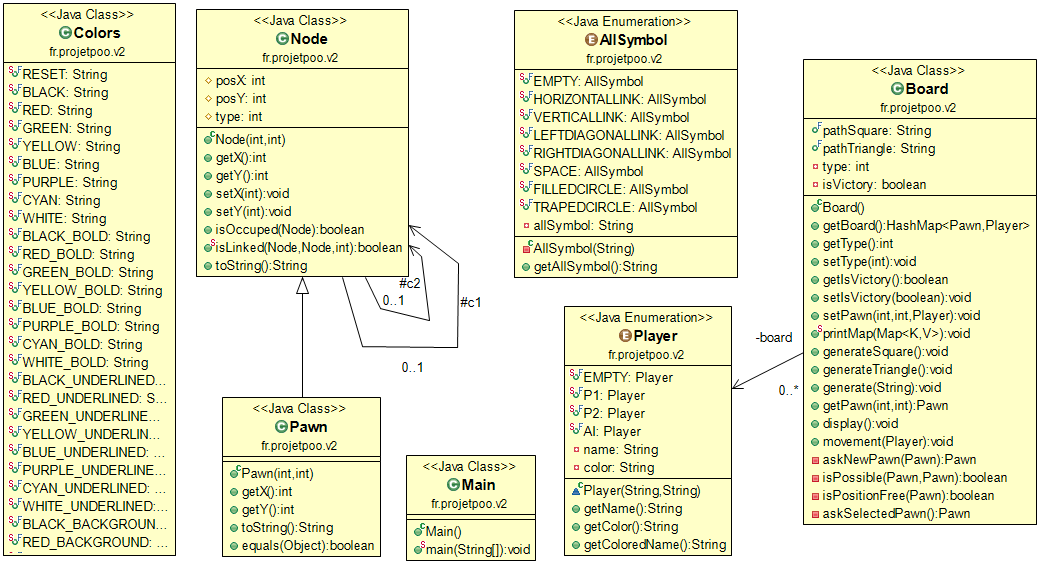 <<Java Class>>
Colors
fr.projetpoo.v2
RESET: String
BLACK: String
RED: String
GREEN: String
YELLOW: String
BLUE: String
PURPLE: String
CYAN: String
WHITE: String
BLACK_BOLD: String
RED_BOLD: String
GREEN_BOLD: String
YELLOW_BOLD: String
BLUE_BOLD: String
PURPLE_BOLD: String
CYAN_BOLD: String
WHITE_BOLD: String
BLACK_UNDERLINED...
RED_UNDERLINED: S...
GREEN_UNDERLINE...
YELLOW_UNDERLIN...
BLUE_UNDERLINED: ...
PURPLE_UNDERLINE...
CYAN_UNDERLINED: ...
WHITE_UNDERLINED:...
BLACK_BACKGROUN...
RED_BACKGROUND: ...
<<Java Class>>
Node
fr.projetpoo.v2
posX: int
posY: int
type: int
Node(int,int)
getX():int
getY():int
setX(int):void
setY(int):void
isOccuped(Node):boolean
isLinked(Node,Node,int):boolean
toString():String
#c2
0..1
#c1
0..1
<<Java Class>>
Pawn
fr.projetpoo.v2
Pawn(int,int)
getX():int
getY():int
toString():String
equals(Object):boolean
<<Java Class>>
Main
fr.projetpoo.v2
Main()
main(String[]):void
<<Java Enumeration>>
AllSymbol
fr.projetpoo.v2
EMPTY: AllSymbol
HORIZONTALLINK: AllSymbol
VERTICALLINK: AllSymbol
LEFTDIAGONALLINK: AllSymbol
RIGHTDIAGONALLINK: AllSymbol
SPACE: AllSymbol
FILLEDCIRCLE: AllSymbol
TRAPEDCIRCLE: AllSymbol
allSymbol: String
AllSymbol(String)
getAllSymbol():String
<<Java Enumeration>>
Player
fr.projetpoo.v2
EMPTY: Player
P1: Player
P2: Player
AI: Player
name: String
color: String
Player(String,String)
getName():String
getColor():String
getColoredName():String
-board
0..*
<<Java Class>>
Board
fr.projetpoo.v2
pathSquare: String
pathTriangle: String
type: int
isVictory: boolean
Board()
getBoard():HashMap<Pawn,Player>
getType():int
setType(int):void
getIsVictory():boolean
setIsVictory(boolean):void
setPawn(int,int,Player):void
printMap(Map<K,V>):void
generateSquare():void
generateTriangle():void
generate(String):void
getPawn(int,int):Pawn
display():void
movement(Player):void
askNewPawn(Pawn):Pawn
isPossible(Pawn,Pawn):boolean
isPositionFree(Pawn):boolean
askSelectedPawn():Pawn